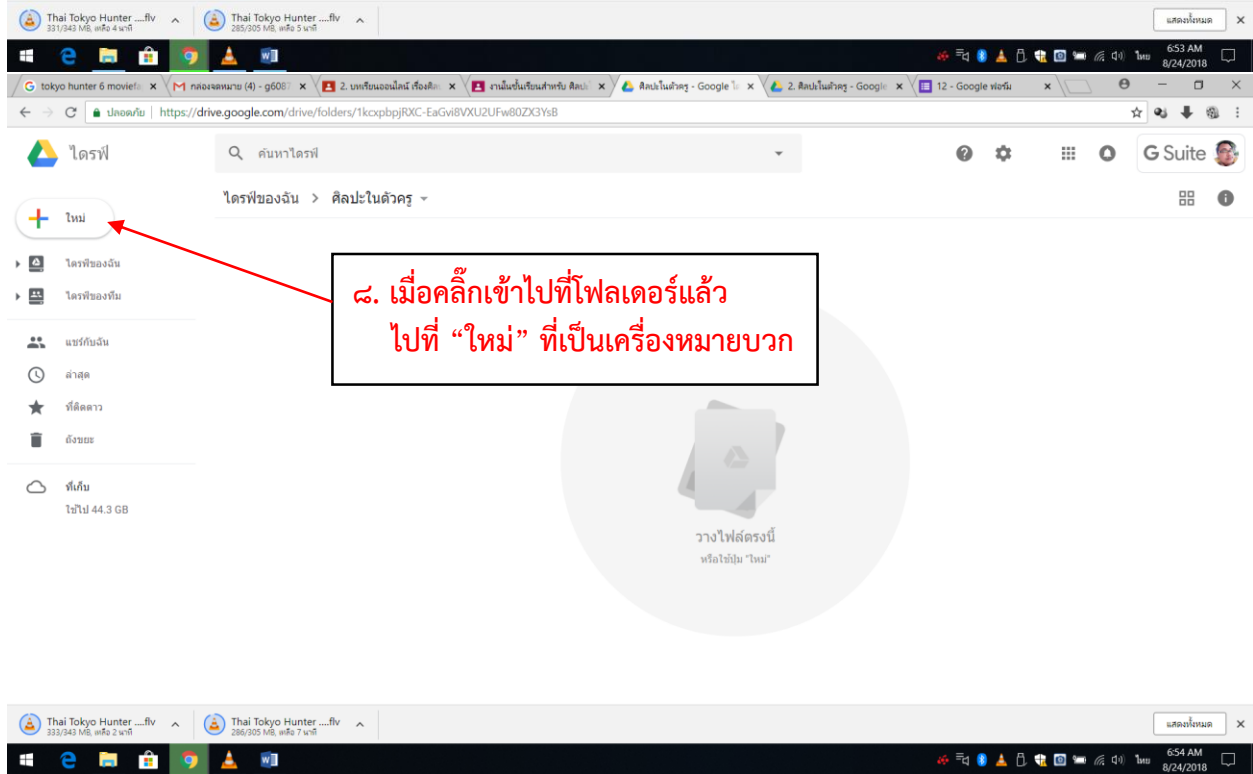 Thai Tokyo Hunter ....flv
331/343 MB, เหลือ 4 นาที
Thai Tokyo Hunter ....flv
285/305 MB, เหลือ 5 นาที
แสดงทั้งหมด
ไทย
6:53 AM
8/24/2018
tokyo hunter 6 moviefa
กล่องจดหมาย (4) - g6087
2. บทเรียนออนไลน์ เรื่องศิลป
งานในชั้นเรียนสำหรับ ศิลปะใ
ศิลปะในตัวครู - Google ไ
2. ศิลปะในตัวครู - Google
12 - Google ฟอร์ม
ปลอดภัย | https://drive.google.com/drive/folders/1kcxpbpjRXC-EaGvi8VXU2UFw80ZX3YsB
ไดรฟ์
ค้นหาไดรฟ์
G Suite
ไดรฟ์ของฉัน > ศิลปะในตัวครู
ใหม่
ไดรฟ์ของฉัน
ไดรฟ์ของทีม
แชร์กับฉัน
ล่าสุด
ที่ติดดาว
ถังขยะ
ที่เก็บ
ใช้ไป 44.3 GB
๘. เมื่อคลิ๊กเข้าไปที่โฟลเดอร์แล้ว
ไปที่ “ใหม่” ที่เป็นเครื่องหมายบวก
วางไฟล์ตรงนี้
หรือใช้ปุ่ม "ใหม่"
Thai Tokyo Hunter ....flv
333/343 MB, เหลือ 2 นาที
Thai Tokyo Hunter ....flv
286/305 MB, เหลือ 7 นาที
แสดงทั้งหมด
ไทย
6:54 AM
8/24/2018